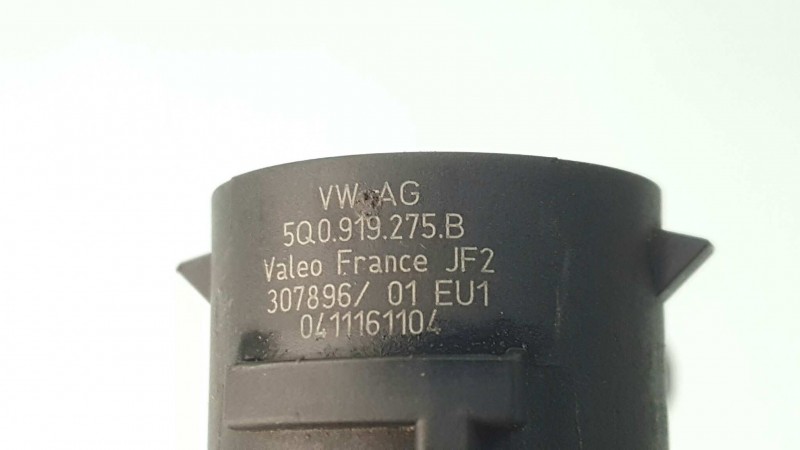 VW AG
5Q0.919.275.B
Valeo France JF2
307896/ 01 EU1
0411161104